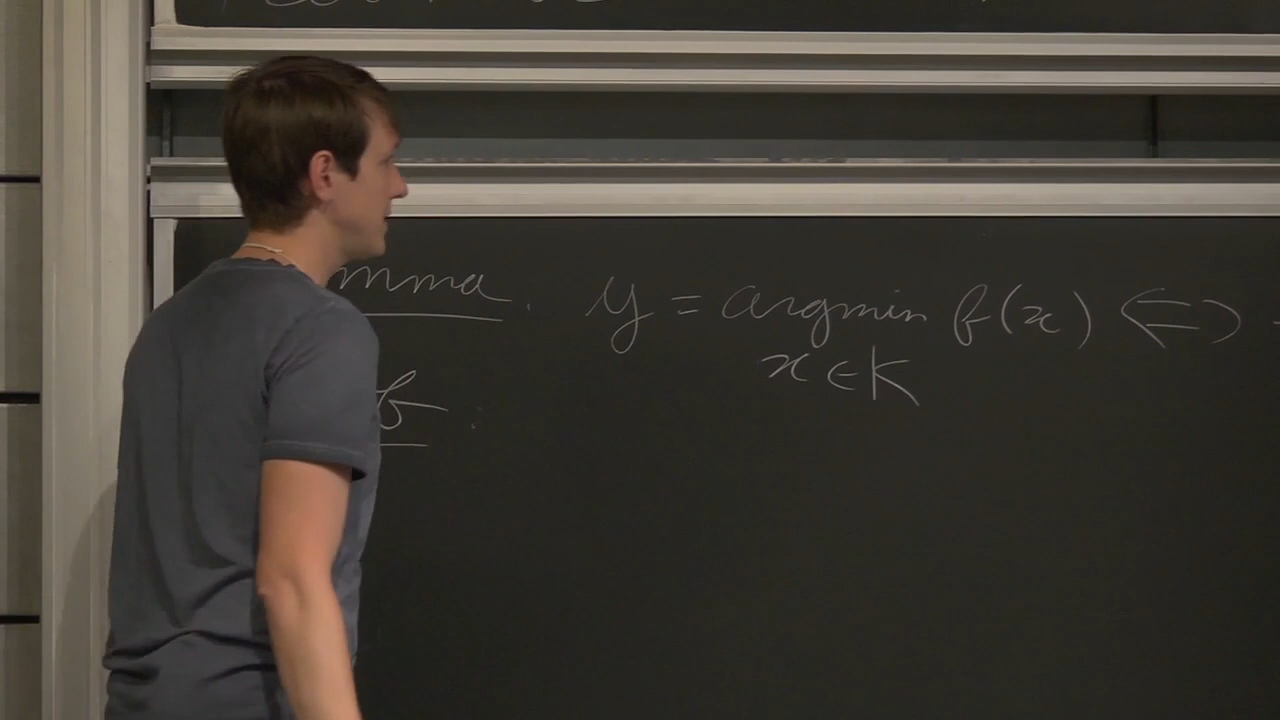 mma. y = argmin f(x) ⟺
x ∈ K
f :